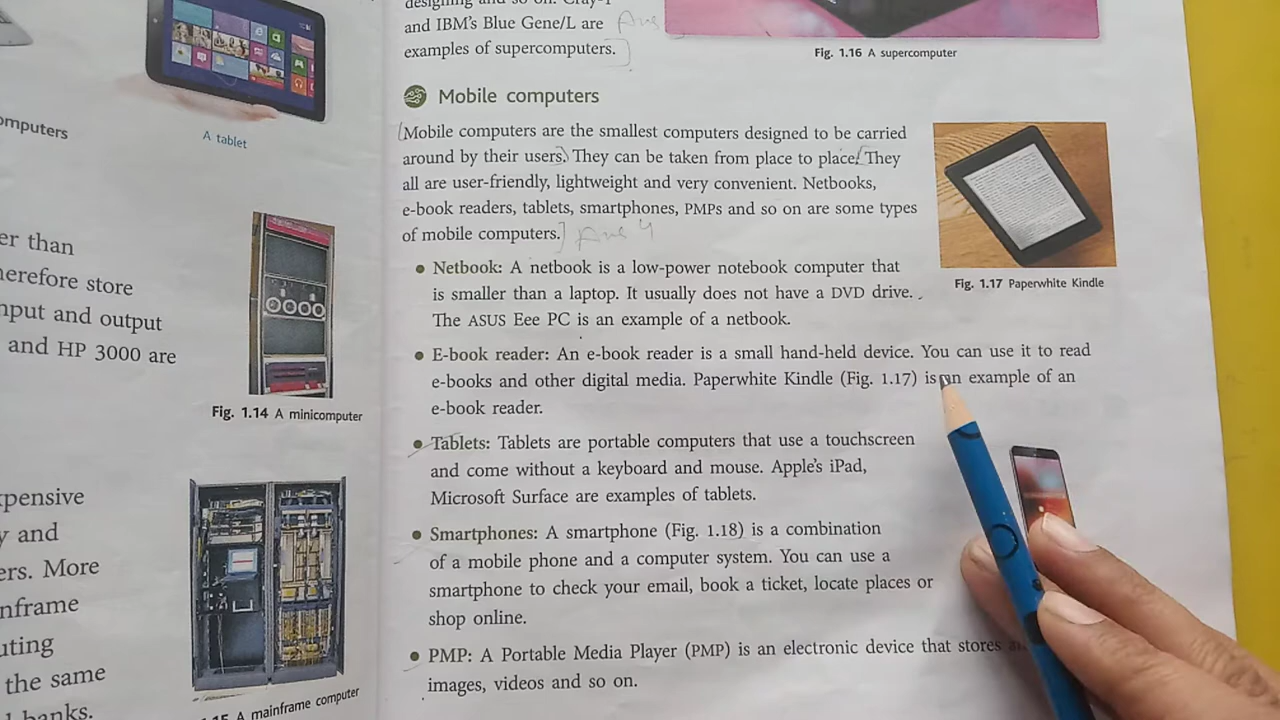 omputers
A tablet
er than
herefore store
nput and output
and HP 3000 are
Fig. 1.14 A minicomputer
xpensive
y and
ers. More
nframe
uting
the same
l banks.
1.15 A mainframe computer
designing and so on. Cray-1
and IBM's Blue Gene/L are
examples of supercomputers.
Fig. 1.16 A supercomputer
Mobile computers
Mobile computers are the smallest computers designed to be carried
around by their users. They can be taken from place to place. They
all are user-friendly, lightweight and very convenient. Netbooks,
e-book readers, tablets, smartphones, PMPs and so on are some types
of mobile computers.
Fig. 1.17 Paperwhite Kindle
• Netbook: A netbook is a low-power notebook computer that
is smaller than a laptop. It usually does not have a DVD drive.
The ASUS Eee PC is an example of a netbook.
• E-book reader: An e-book reader is a small hand-held device. You can use it to read
e-books and other digital media. Paperwhite Kindle (Fig. 1.17) is an example of an
e-book reader.
• Tablets: Tablets are portable computers that use a touchscreen
and come without a keyboard and mouse. Apple's iPad,
Microsoft Surface are examples of tablets.
• Smartphones: A smartphone (Fig. 1.18) is a combination
of a mobile phone and a computer system. You can use a
smartphone to check your email, book a ticket, locate places or
shop online.
• PMP: A Portable Media Player (PMP) is an electronic device that stores
images, videos and so on.